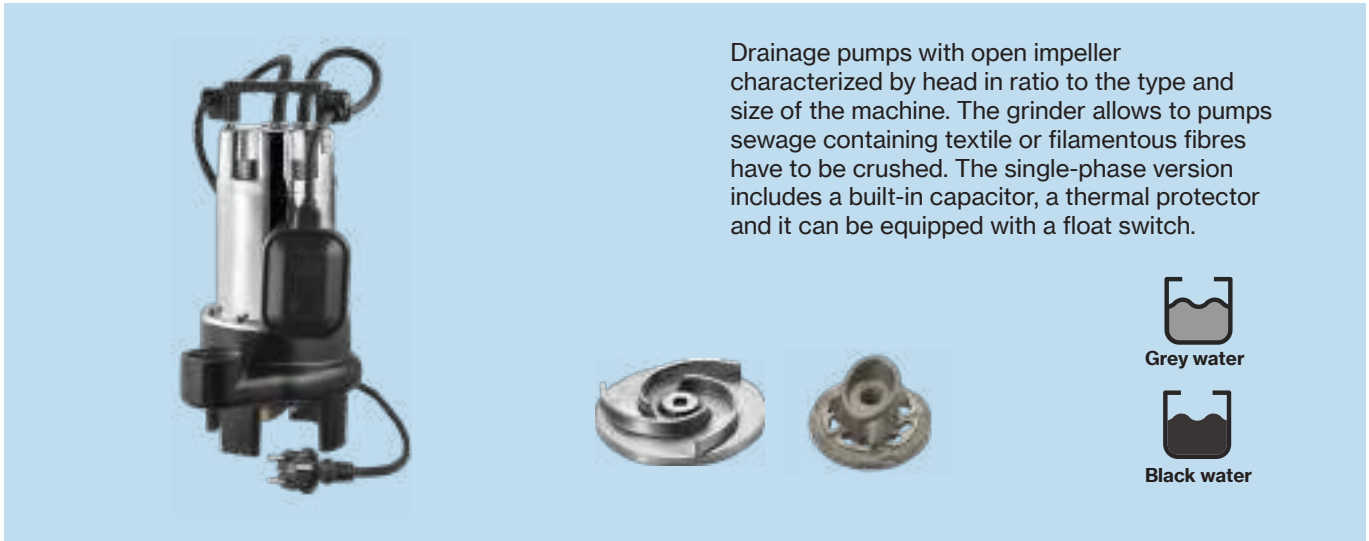 Drainage pumps with open impeller
characterized by head in ratio to the type and
size of the machine. The grinder allows to pumps
sewage containing textile or filamentous fibres
have to be crushed. The single-phase version
includes a built-in capacitor, a thermal protector
and it can be equipped with a float switch.
Grey water
Black water